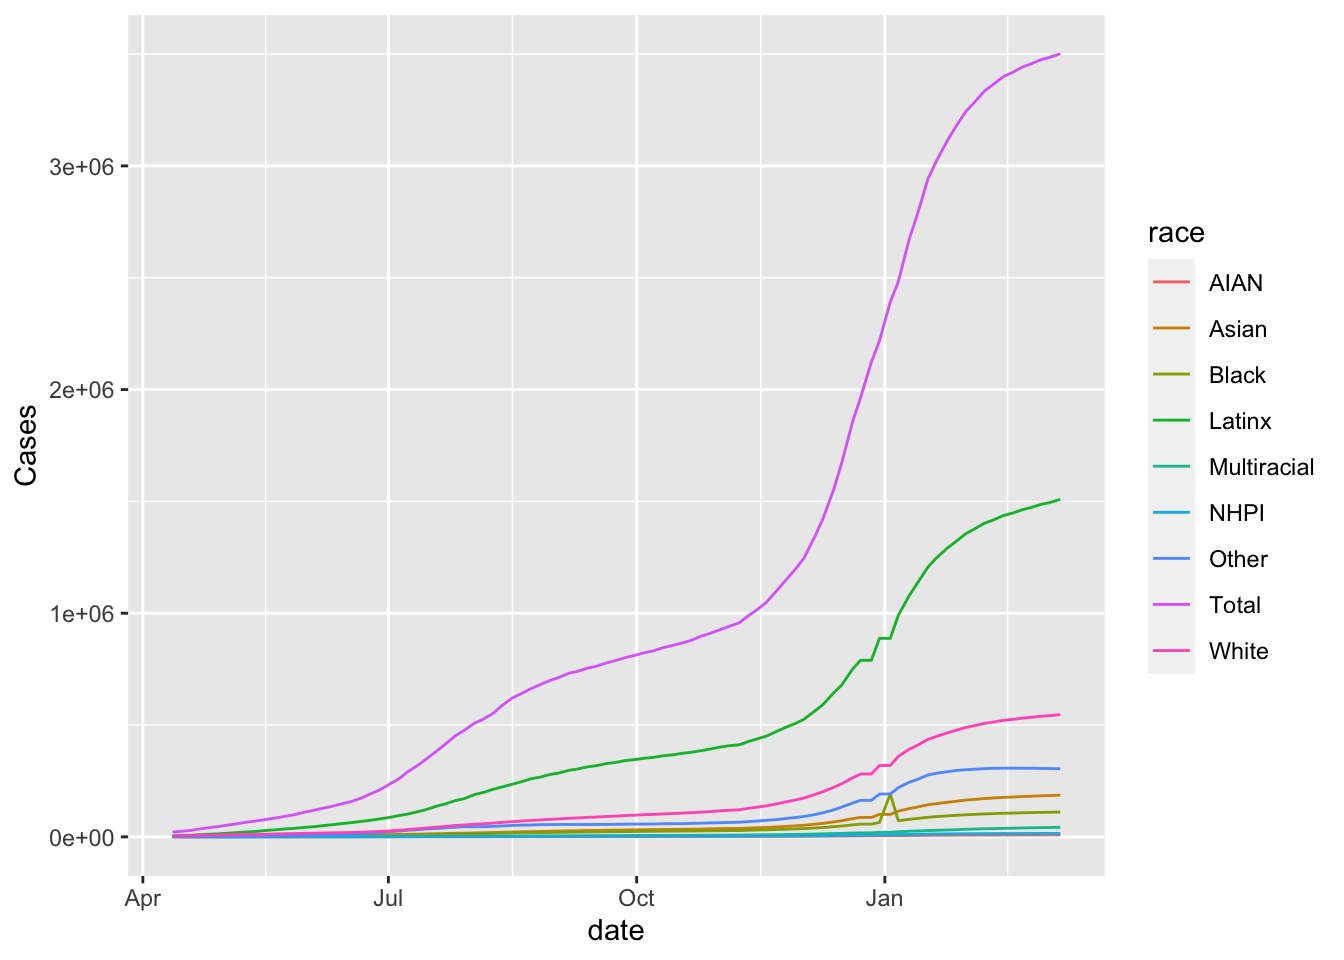 3e+06
2e+06
1e+06
0e+00
Cases
Apr Jul Oct Jan
date
race
AIAN
Asian
Black
Latinx
Multiracial
NHPI
Other
Total
White